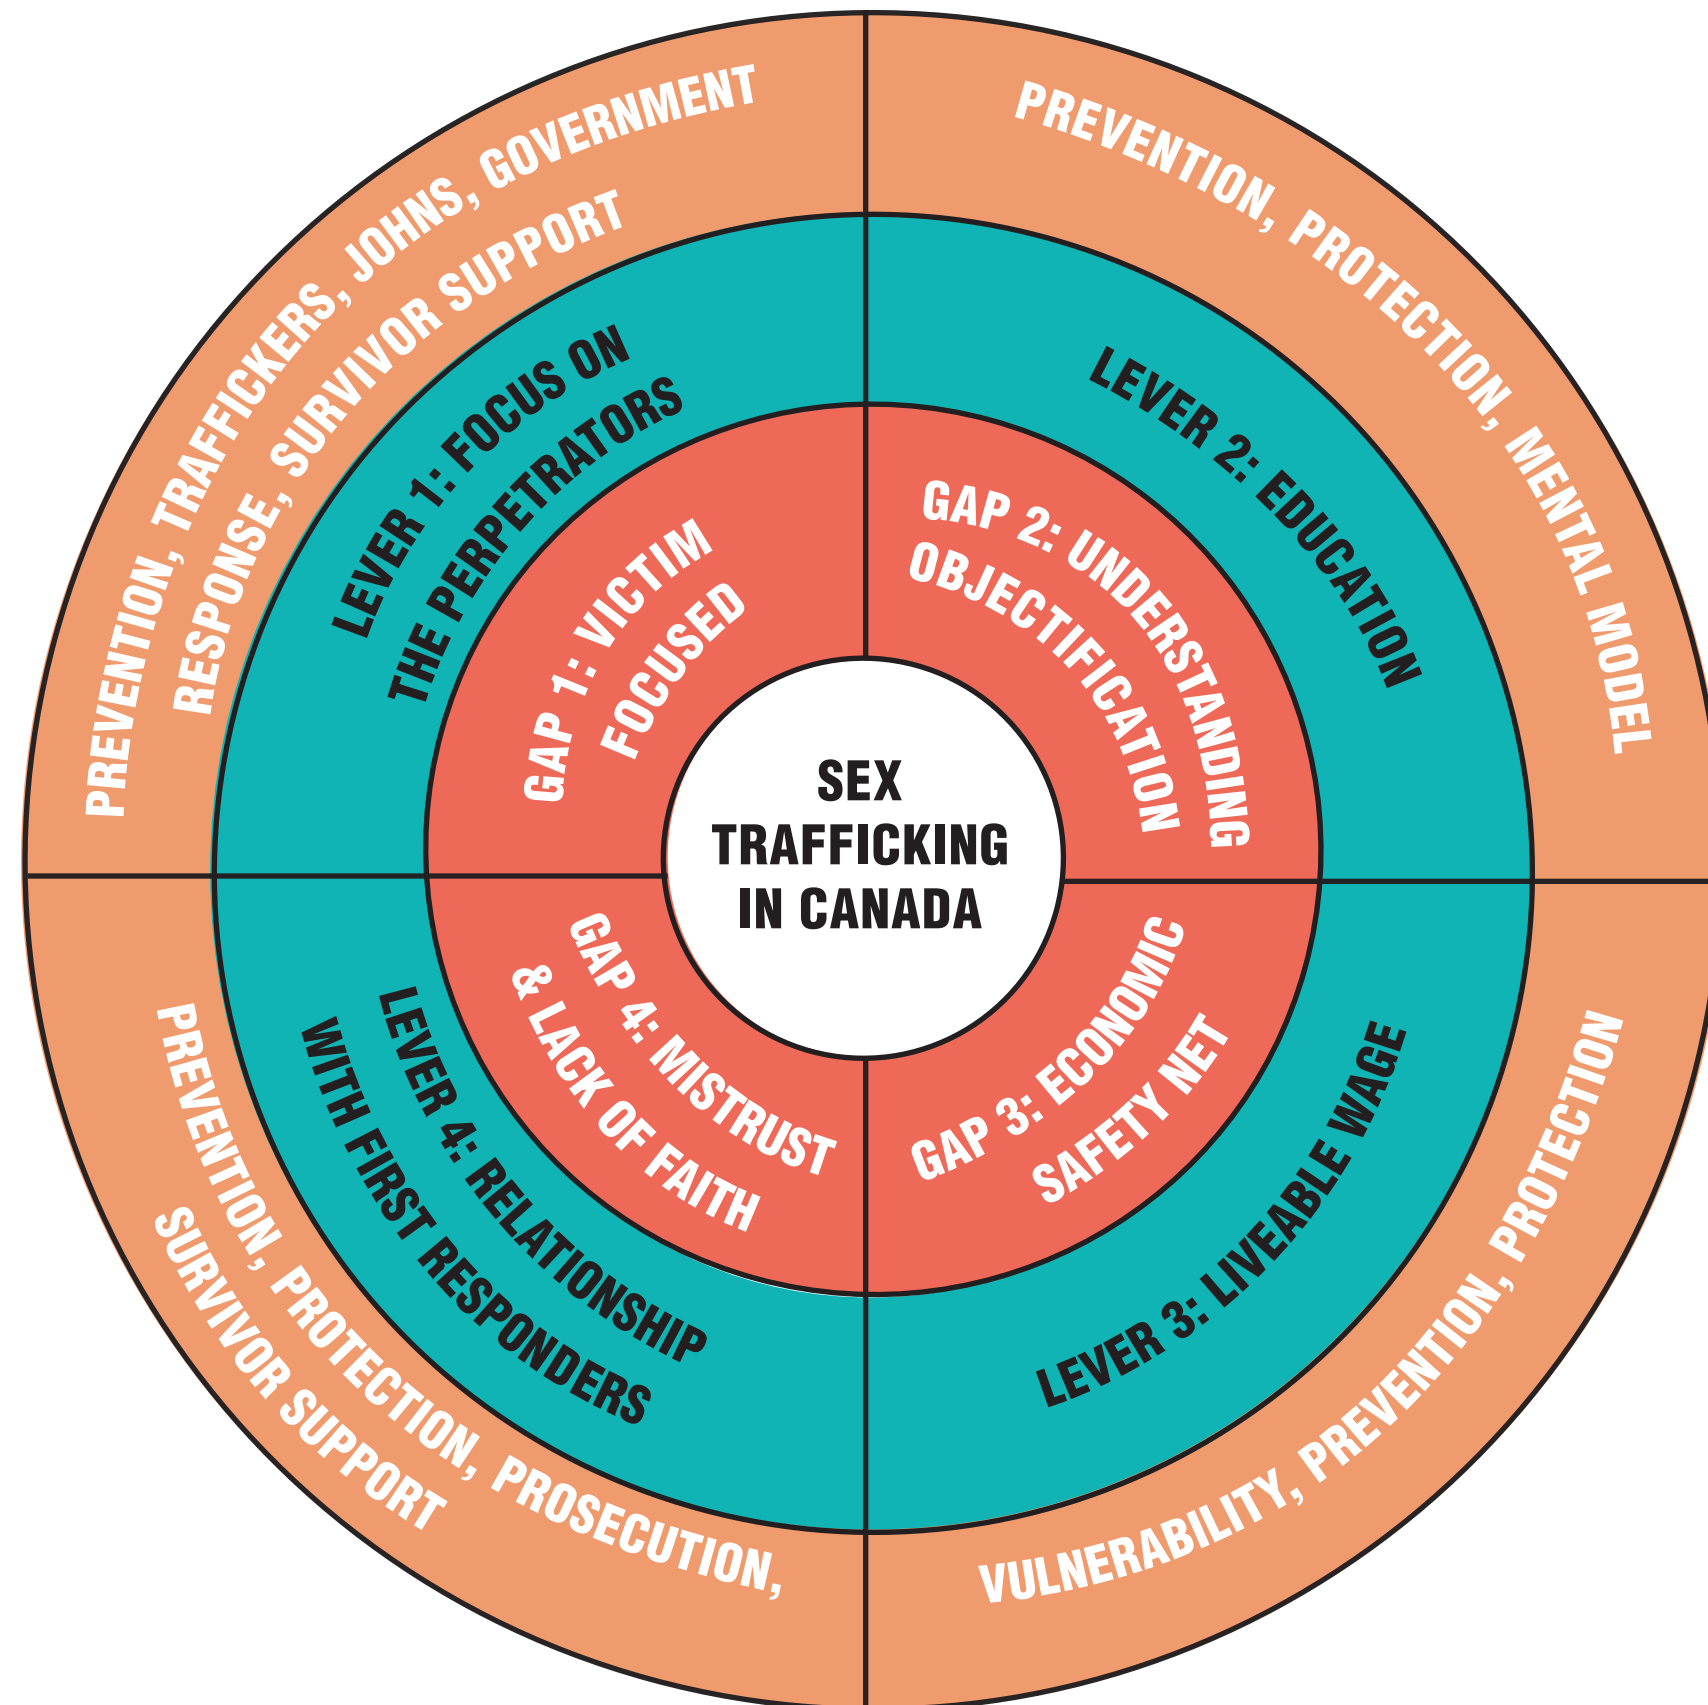 PREVENTION, TRAFFICKERS, JOHNS, GOVERNMENT
RESPONSE, SURVIVOR SUPPORT
LEVER 1: FOCUS ON
THE PERPETRATORS
GAP 1: VICTIM
FOCUSED
PREVENTION, PROTECTION, MENTAL MODEL
LEVER 2: EDUCATION
GAP 2: UNDERSTANDING
OBJECTIFICATION
SEX
TRAFFICKING
IN CANADA
GAP 3: ECONOMIC
SAFETY NET
LEVER 3: LIVEABLE WAGE
VULNERABILITY, PREVENTION, PROTECTION
GAP 4: MISTRUST
& LACK OF FAITH
LEVER 4: RELATIONSHIP
WITH FIRST RESPONDERS
PREVENTION, PROTECTION, PROSECUTION,
SURVIVOR SUPPORT